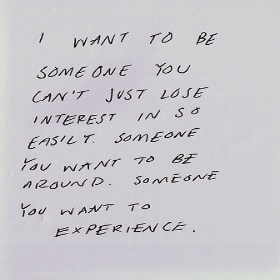 I WANT TO BE
SOMEONE YOU
CAN'T JUST LOSE
INTEREST IN SO
EASILY. SOMEONE
YOU WANT TO BE
AROUND. SOMEONE
YOU WANT TO
EXPERIENCE.